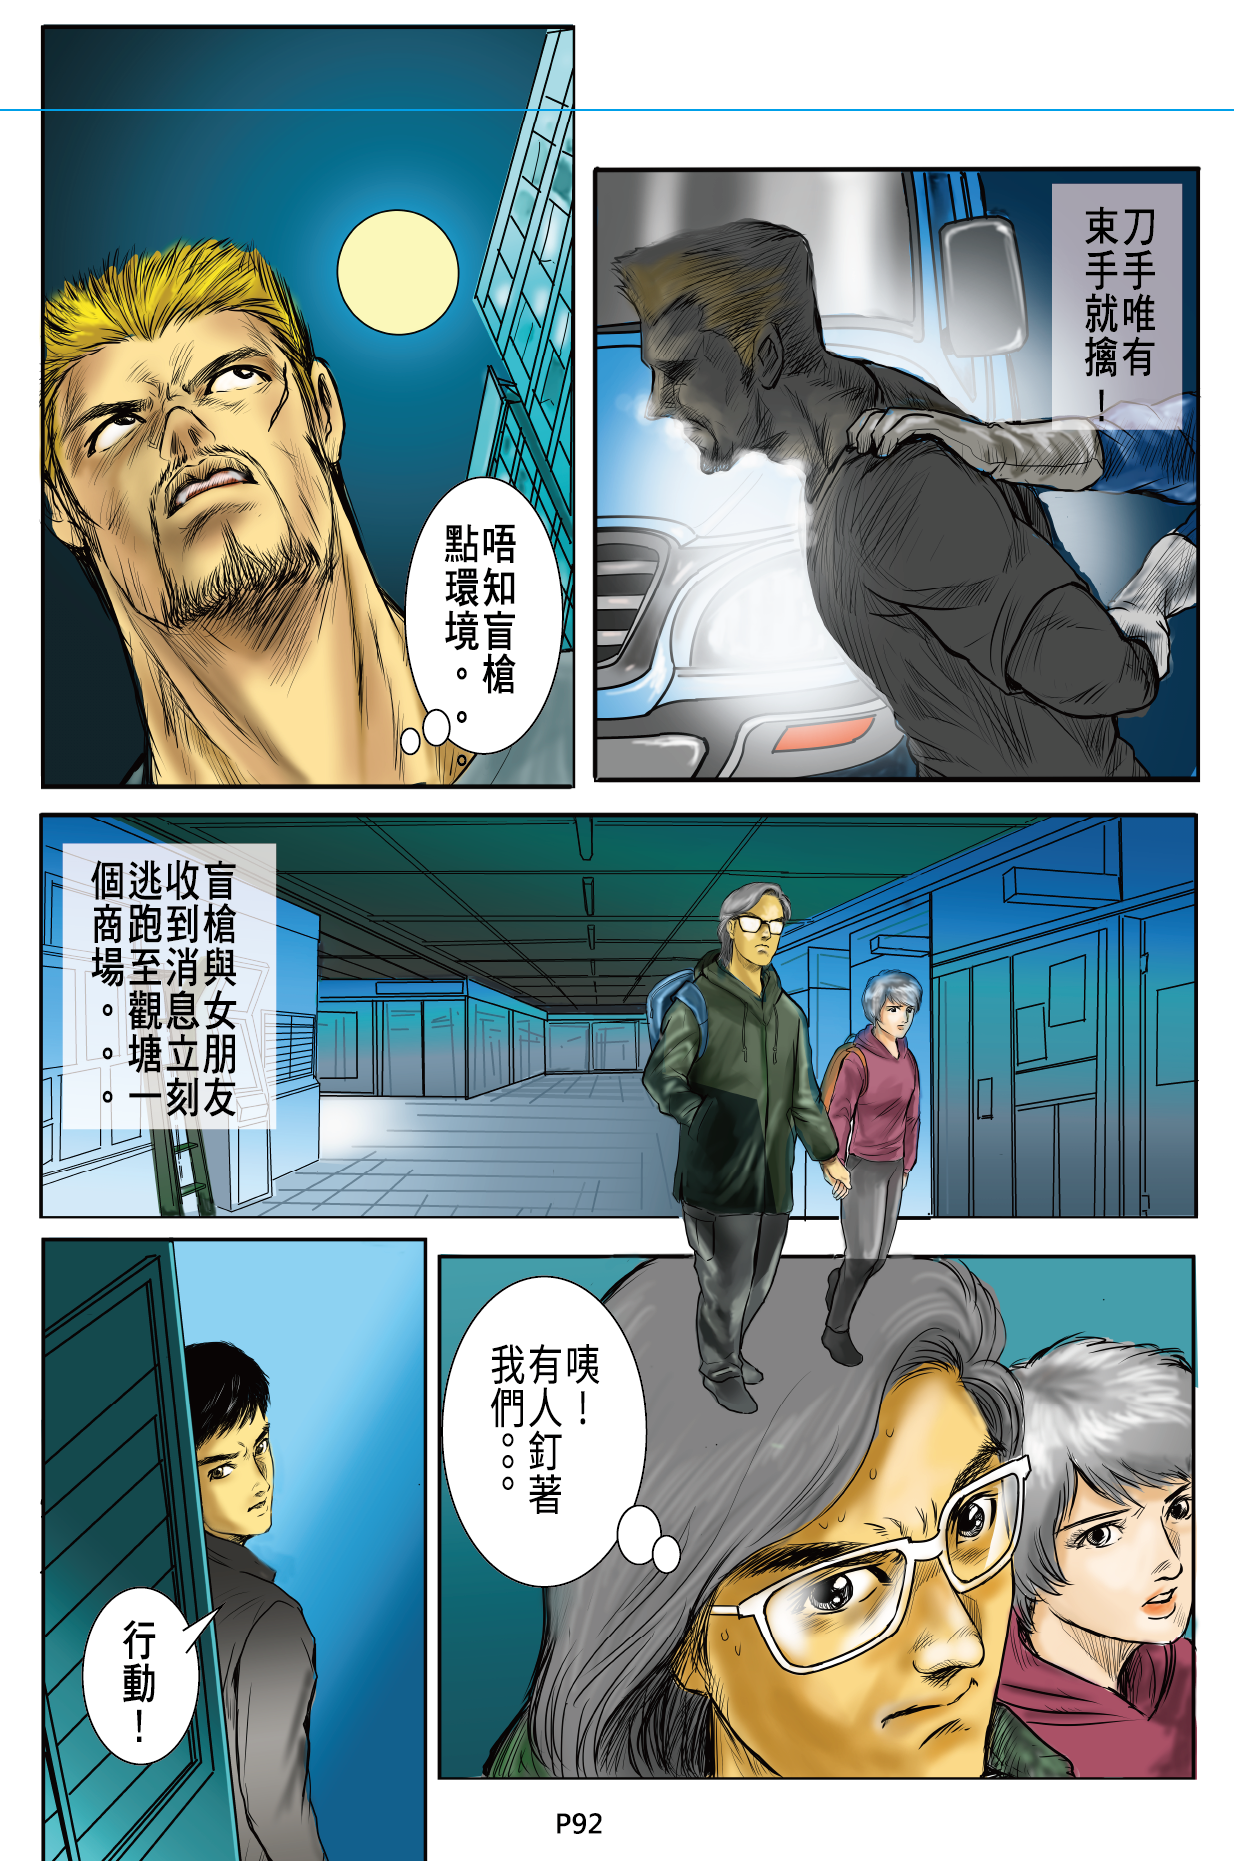 刀手唯有
束手就擒！
唔知盲槍
點環境。。。
盲槍與女朋友
收到消息立刻
逃跑至觀塘一
個商場。。。
咦！
有人釘著
我們。。。
行動！
P92